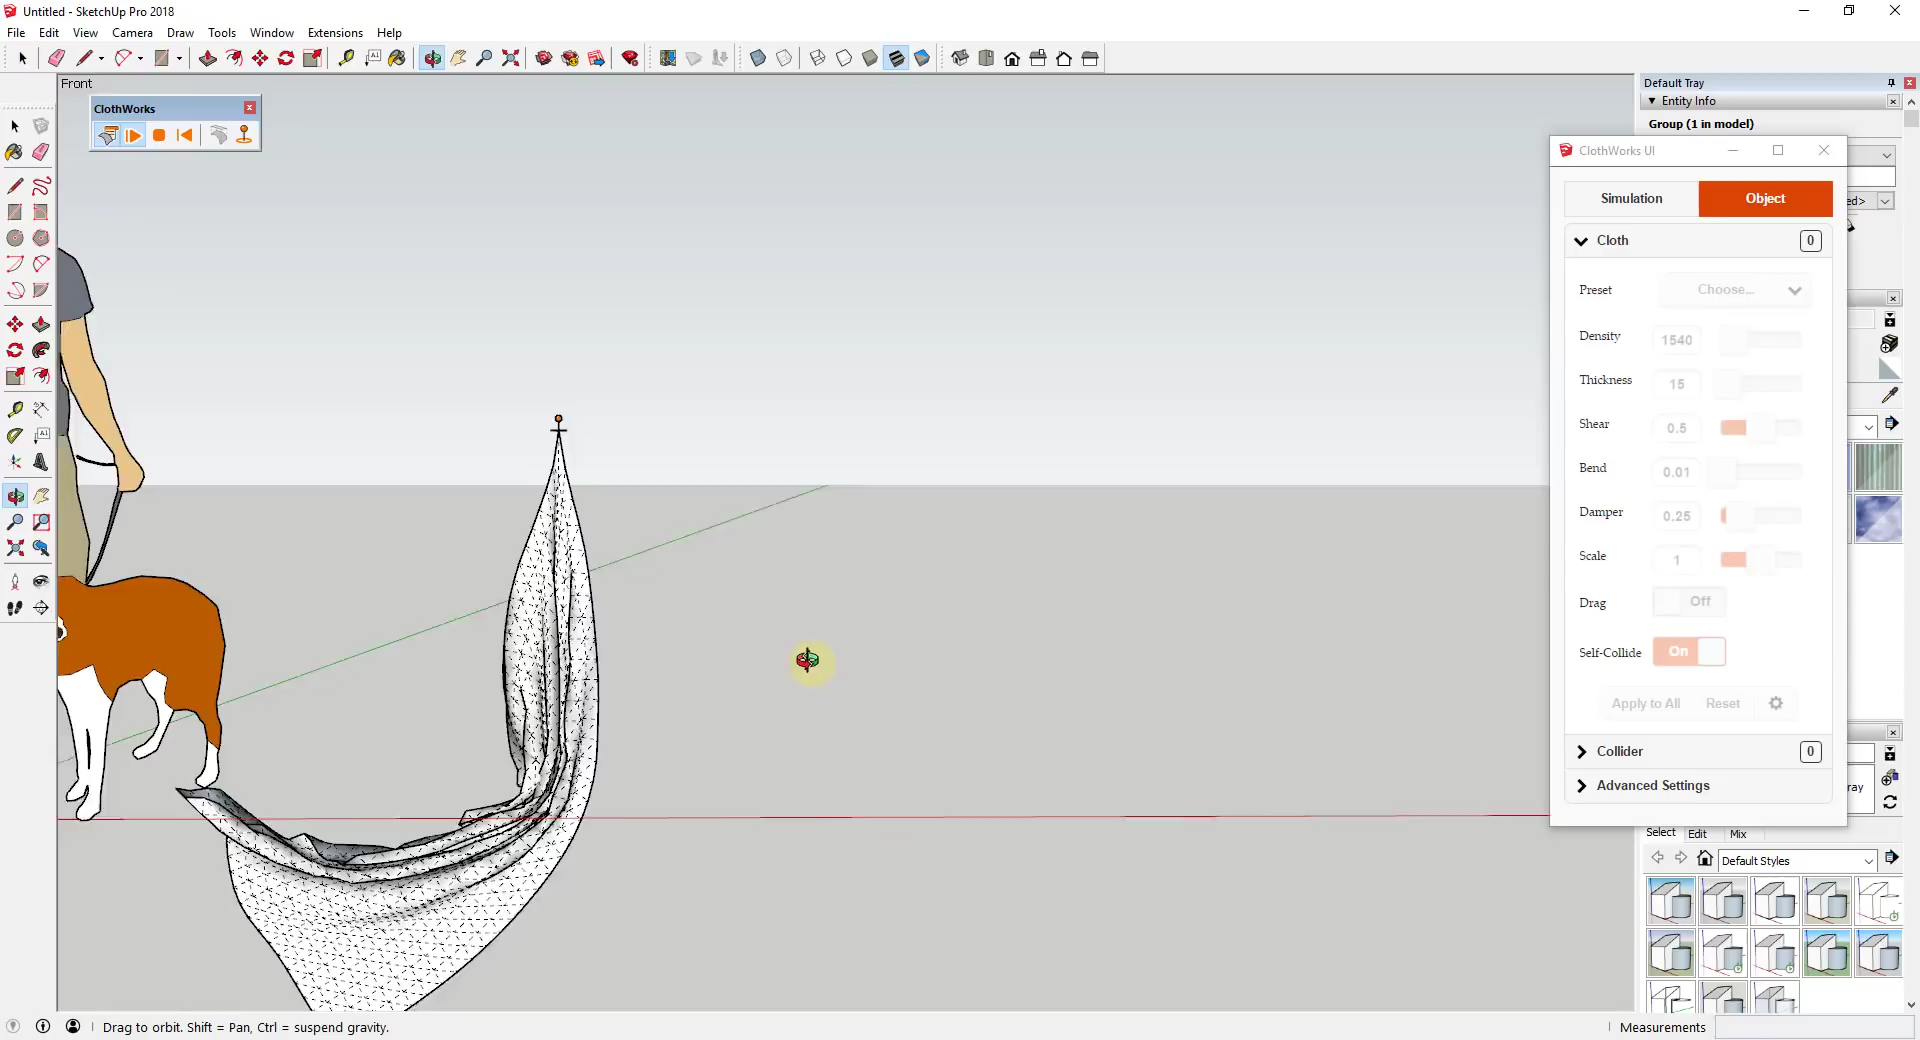 Untitled - SketchUp Pro 2018
File Edit View Camera Draw Tools Window Extensions Help
Front
ClothWorks
Default Tray
Entity Info
Group (1 in model)
ClothWorks UI
Simulation Object
ed>
Cloth 0
Preset Choose...
Density 1540
Thickness 15
Shear 0.5
Bend 0.01
Damper 0.25
Scale 1
Drag Off
Self-Collide On
Apply to All Reset
Collider 0
Advanced Settings
ray
Select Edit Mix
Default Styles
Drag to orbit. Shift = Pan, Ctrl = suspend gravity.
Measurements